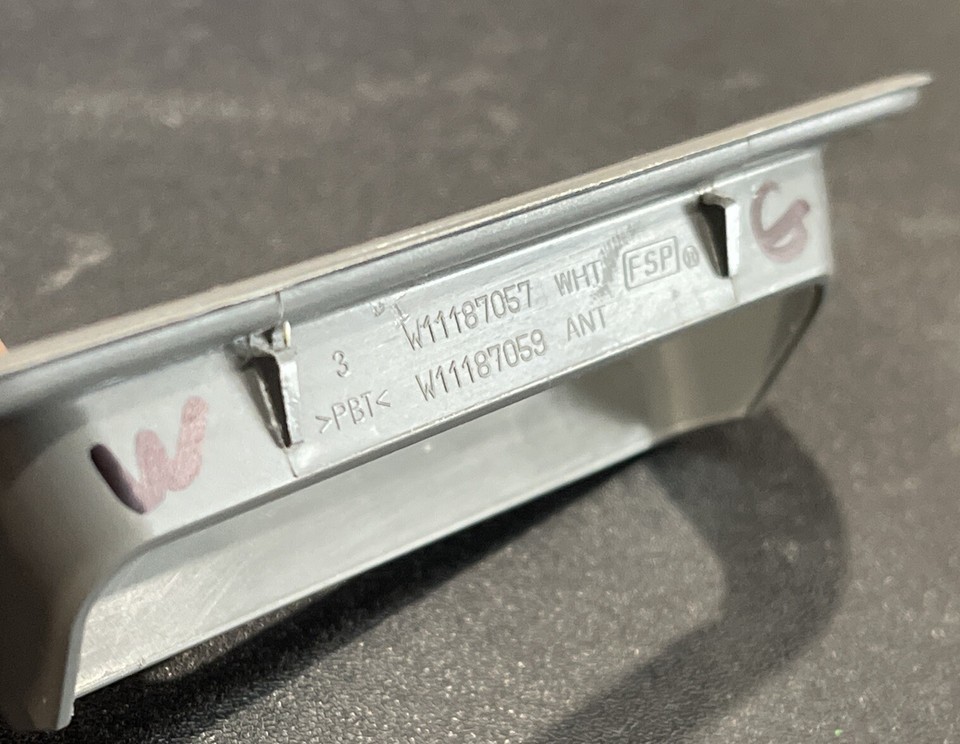 3 W11187057 WHT FSP®
>PBT< W11187059 ANT
W
G